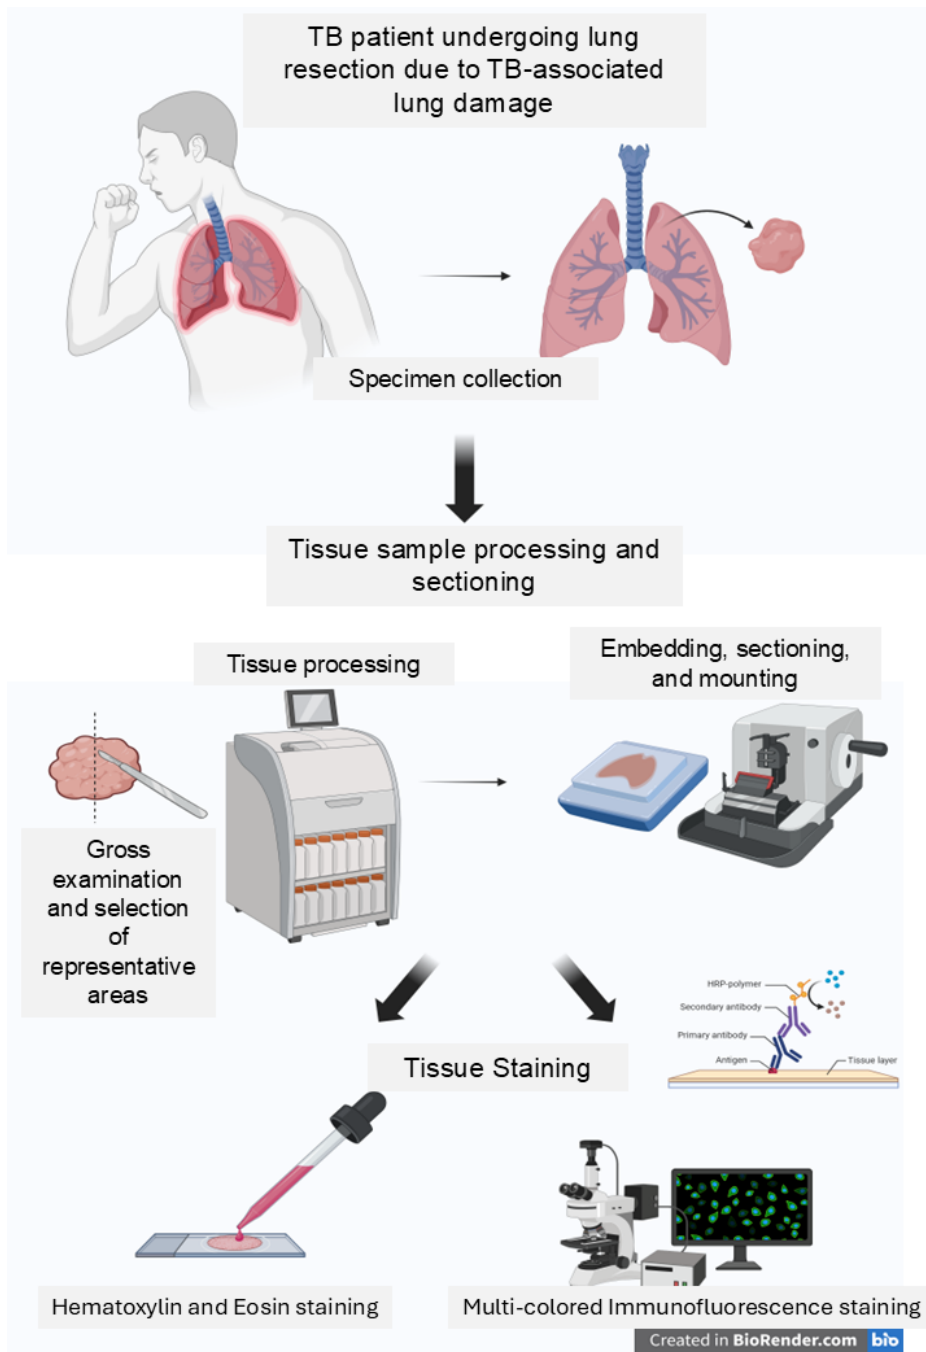 TB patient undergoing lung
resection due to TB-associated
lung damage
Specimen collection
Tissue sample processing and
sectioning
Tissue processing
Embedding, sectioning,
and mounting
Gross
examination
and selection
of
representative
areas
HRP-polymer
Secondary antibody
Primary antibody
Antigen
Tissue layer
Tissue Staining
Hematoxylin and Eosin staining
Multi-colored Immunofluorescence staining
Created in BioRender.com bio